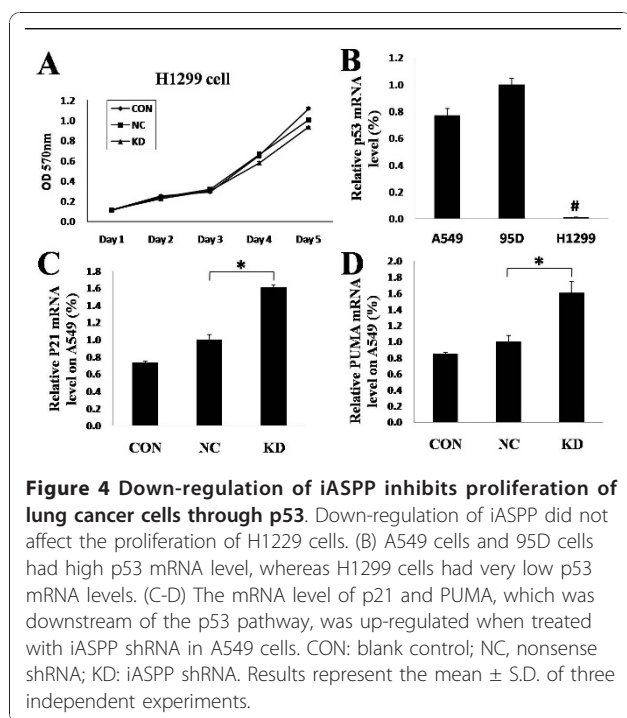 A
H1299 cell
OD 570nm
1.2
1.0
0.8
0.6
0.4
0.2
0.0
CON
NC
KD
Day 1 Day 2 Day 3 Day 4 Day 5
B
Relative p53 mRNA
level (%)
1.2
1.0
0.8
0.6
0.4
0.2
0.0
#
A549 95D H1299
C
Relative P21 mRNA
level on A549 (%)
1.8
1.6
1.4
1.2
1.0
0.8
0.6
0.4
0.2
0.0
*
CON NC KD
D
Relative PUMA mRNA
level on A549 (%)
2.0
1.8
1.6
1.4
1.2
1.0
0.8
0.6
0.4
0.2
0.0
*
CON NC KD
Figure 4 Down-regulation of iASPP inhibits proliferation of
lung cancer cells through p53. Down-regulation of iASPP did not
affect the proliferation of H1229 cells. (B) A549 cells and 95D cells
had high p53 mRNA level, whereas H1299 cells had very low p53
mRNA levels. (C-D) The mRNA level of p21 and PUMA, which was
downstream of the p53 pathway, was up-regulated when treated
with iASPP shRNA in A549 cells. CON: blank control; NC, nonsense
shRNA; KD: iASPP shRNA. Results represent the mean ± S.D. of three
independent experiments.